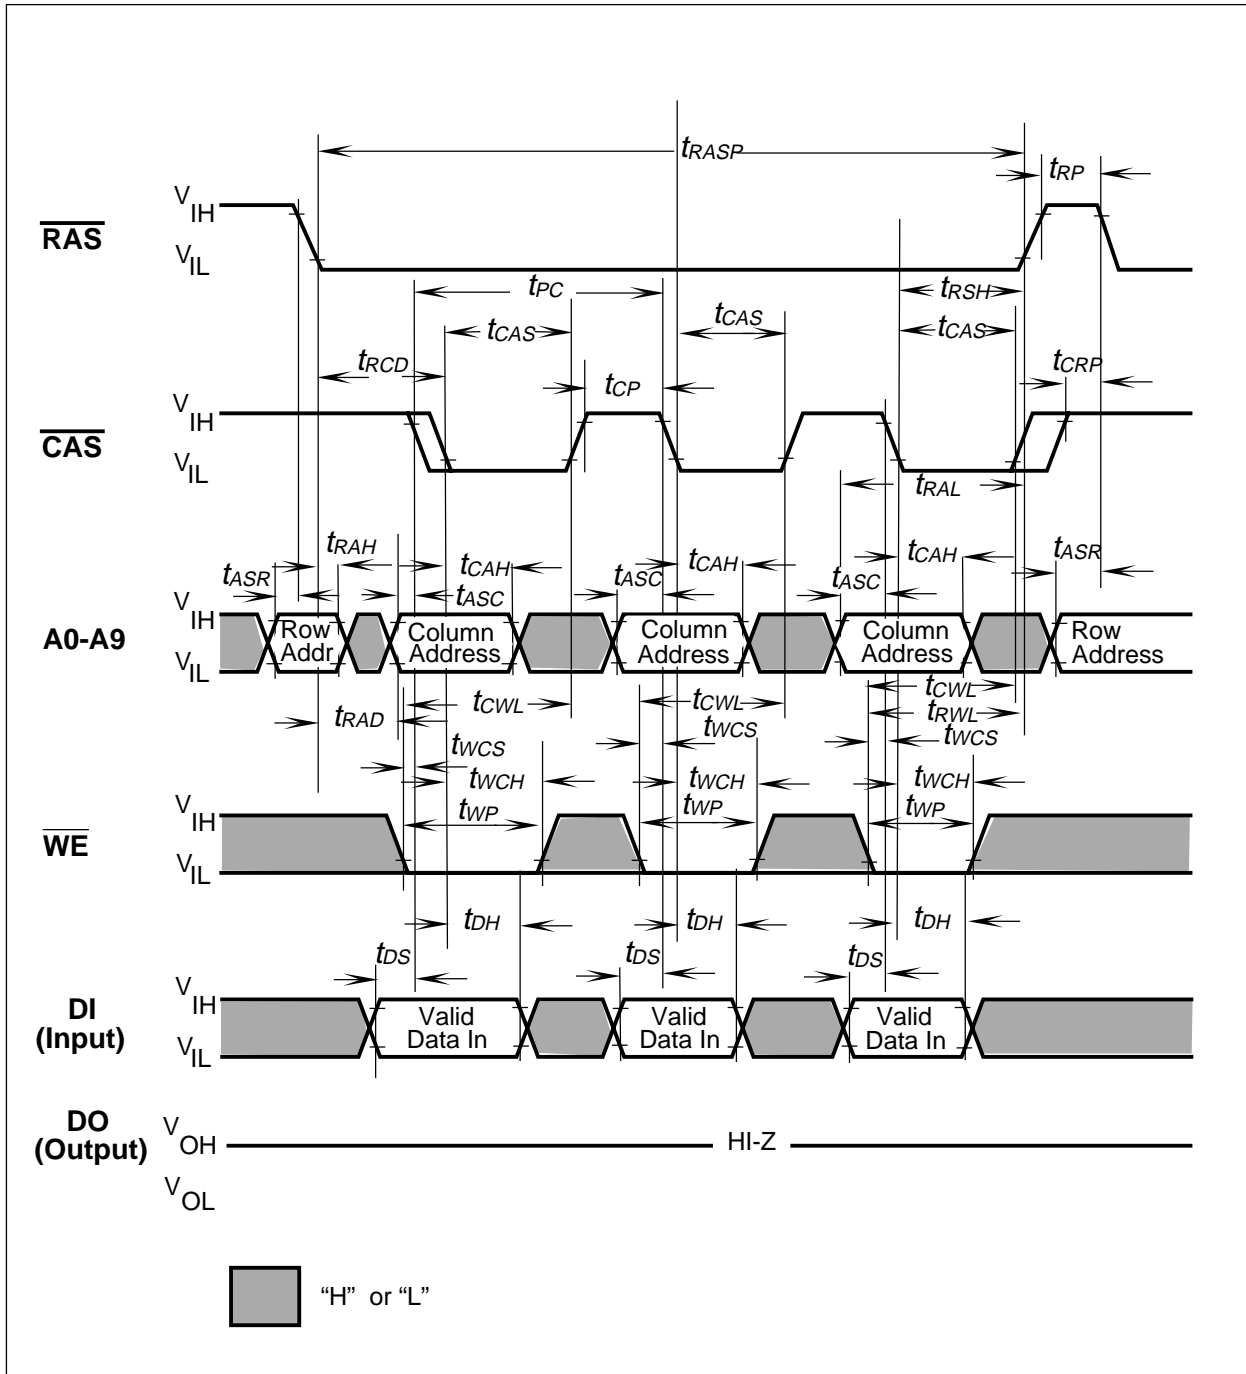 tRASP
tRP
RAS
VIH
VIL
tPC
tRSH
tCAS
tCAS
tCAS
tRCD
tCP
tCRP
CAS
VIH
VIL
tRAL
tRAH
tCAH
tCAH
tCAH
tASR
tASR
tASC
tASC
tASC
A0-A9
VIH
VIL
Row Addr
Column Address
Column Address
Column Address
Row Address
tCWL
tCWL
tCWL
tRAD
tRWL
tWCS
tWCS
tWCS
tWCH
tWCH
tWCH
tWP
tWP
tWP
WE
VIH
VIL
tDH
tDH
tDH
tDS
tDS
tDS
DI
(Input)
VIH
VIL
Valid Data In
Valid Data In
Valid Data In
DO
(Output)
VOH
HI-Z
VOL
“H” or “L”